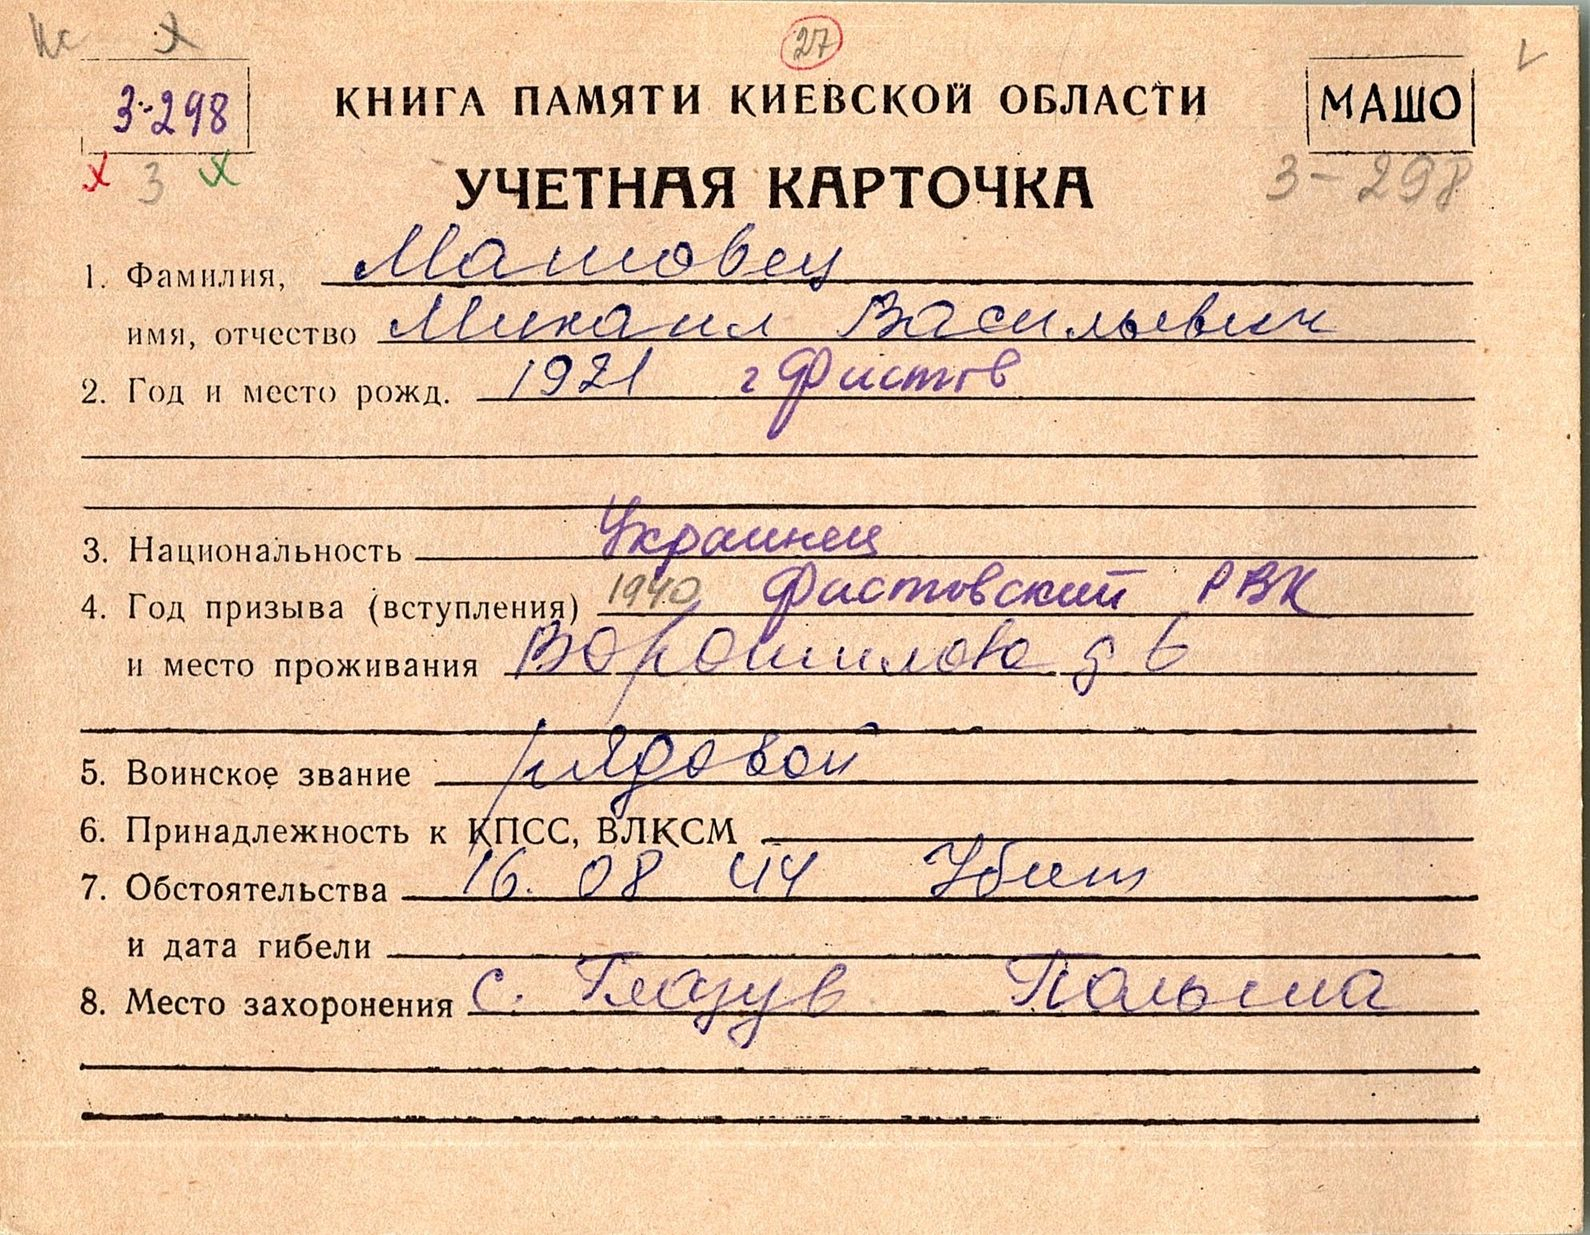 27
3-298 КНИГА ПАМЯТИ КИЕВСКОЙ ОБЛАСТИ МАШО
3 УЧЕТНАЯ КАРТОЧКА 3-298
1. Фамилия, Машовец
имя, отчество Михаил Васильевич
2. Год и место рожд. 1921 г Фастов
3. Национальность Украинец
4. Год призыва (вступления) 1940 Фастовский РВК
и место проживания Ворошилова д 6
5. Воинское звание рядовой
6. Принадлежность к КПСС, ВЛКСМ
7. Обстоятельства 16. 08 44 Убит
и дата гибели
8. Место захоронения с. Глазув Польша